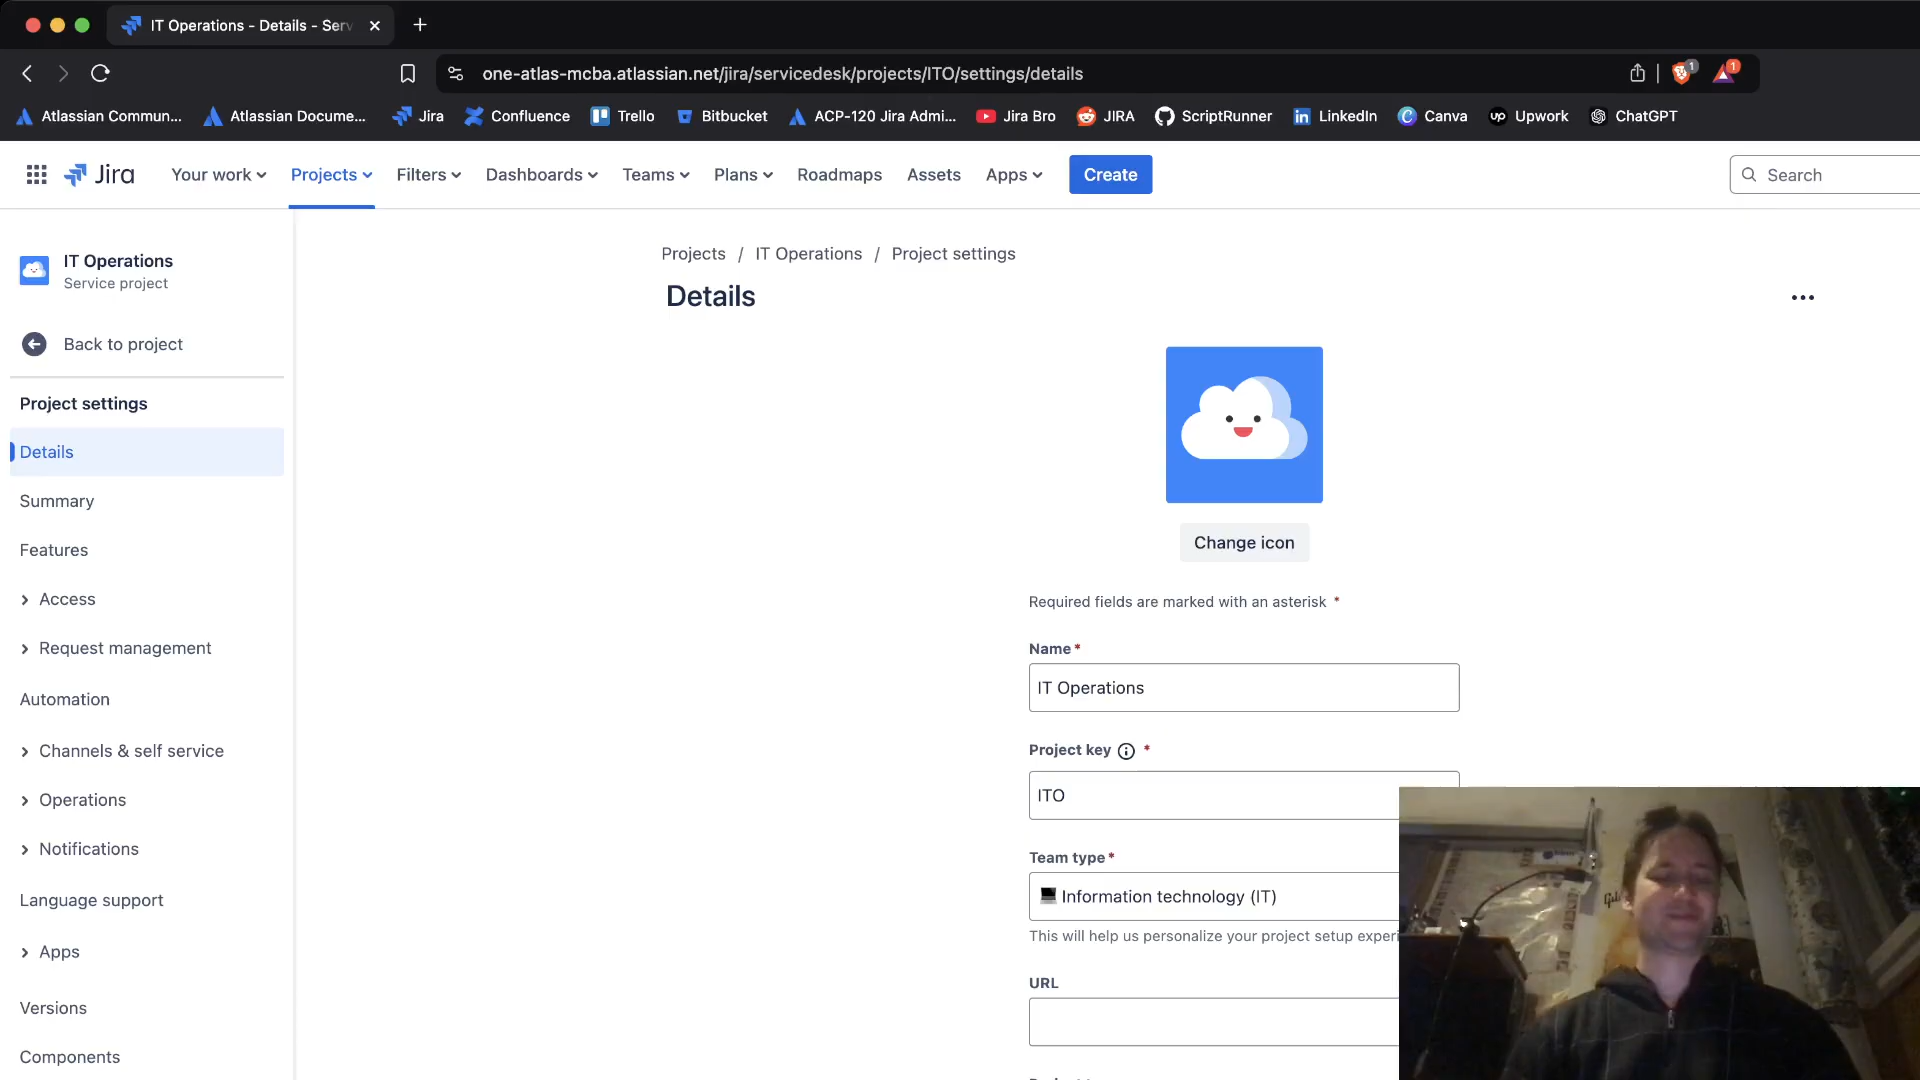 IT Operations - Details - Serv
one-atlas-mcba.atlassian.net/jira/servicedesk/projects/ITO/settings/details
1
1
Atlassian Commun...
Atlassian Docume...
Jira
Confluence
Trello
Bitbucket
ACP-120 Jira Admi...
Jira Bro
JIRA
ScriptRunner
LinkedIn
Canva
Upwork
ChatGPT
Jira
Your work
Projects
Filters
Dashboards
Teams
Plans
Roadmaps
Assets
Apps
Create
Search
IT Operations
Service project
Back to project
Project settings
Details
Summary
Features
Access
Request management
Automation
Channels & self service
Operations
Notifications
Language support
Apps
Versions
Components
Projects / IT Operations / Project settings
Details
Change icon
Required fields are marked with an asterisk *
Name *
IT Operations
Project key *
ITO
Team type *
Information technology (IT)
This will help us personalize your project setup experi
URL